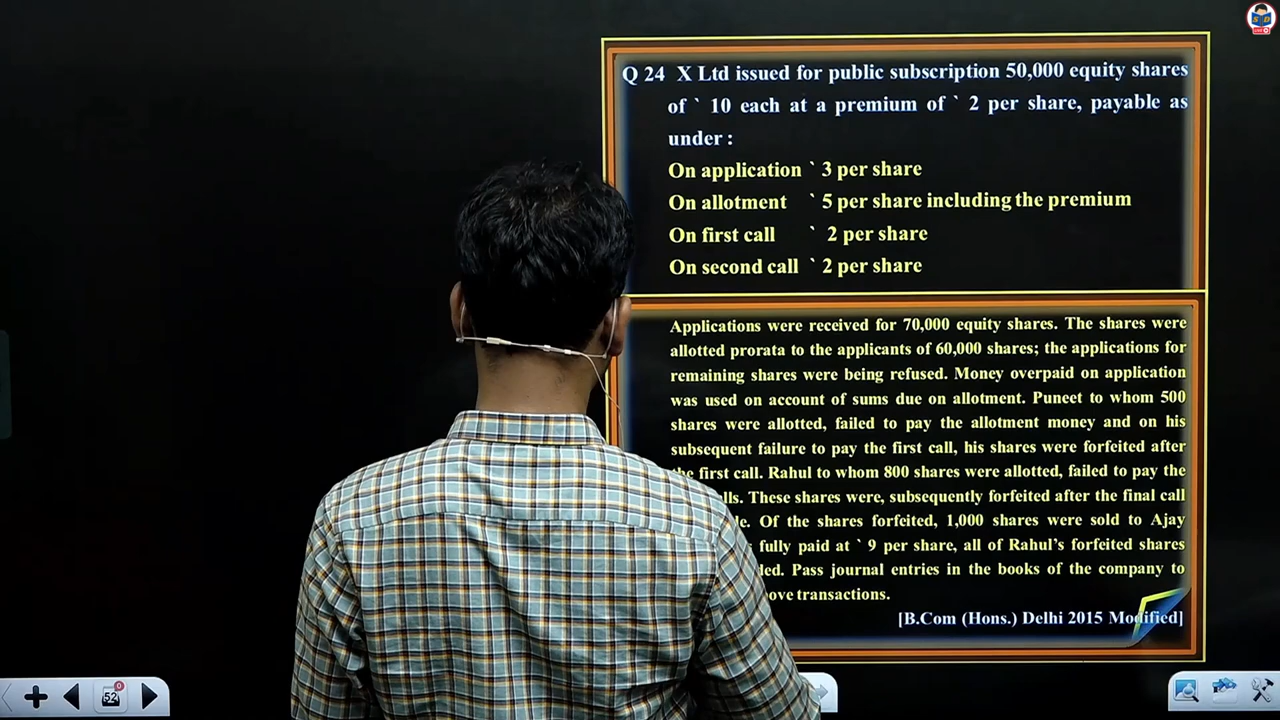 Q 24 X Ltd issued for public subscription 50,000 equity shares
of ` 10 each at a premium of ` 2 per share, payable as
under :
On application ` 3 per share
On allotment ` 5 per share including the premium
On first call ` 2 per share
On second call ` 2 per share
Applications were received for 70,000 equity shares. The shares were
allotted prorata to the applicants of 60,000 shares; the applications for
remaining shares were being refused. Money overpaid on application
was used on account of sums due on allotment. Puneet to whom 500
shares were allotted, failed to pay the allotment money and on his
subsequent failure to pay the first call, his shares were forfeited after
the first call. Rahul to whom 800 shares were allotted, failed to pay the
These shares were, subsequently forfeited after the final call
Of the shares forfeited, 1,000 shares were sold to Ajay
fully paid at ` 9 per share, all of Rahul's forfeited shares
Pass journal entries in the books of the company to
transactions.
[B.Com (Hons.) Delhi 2015 Modified]
52
0